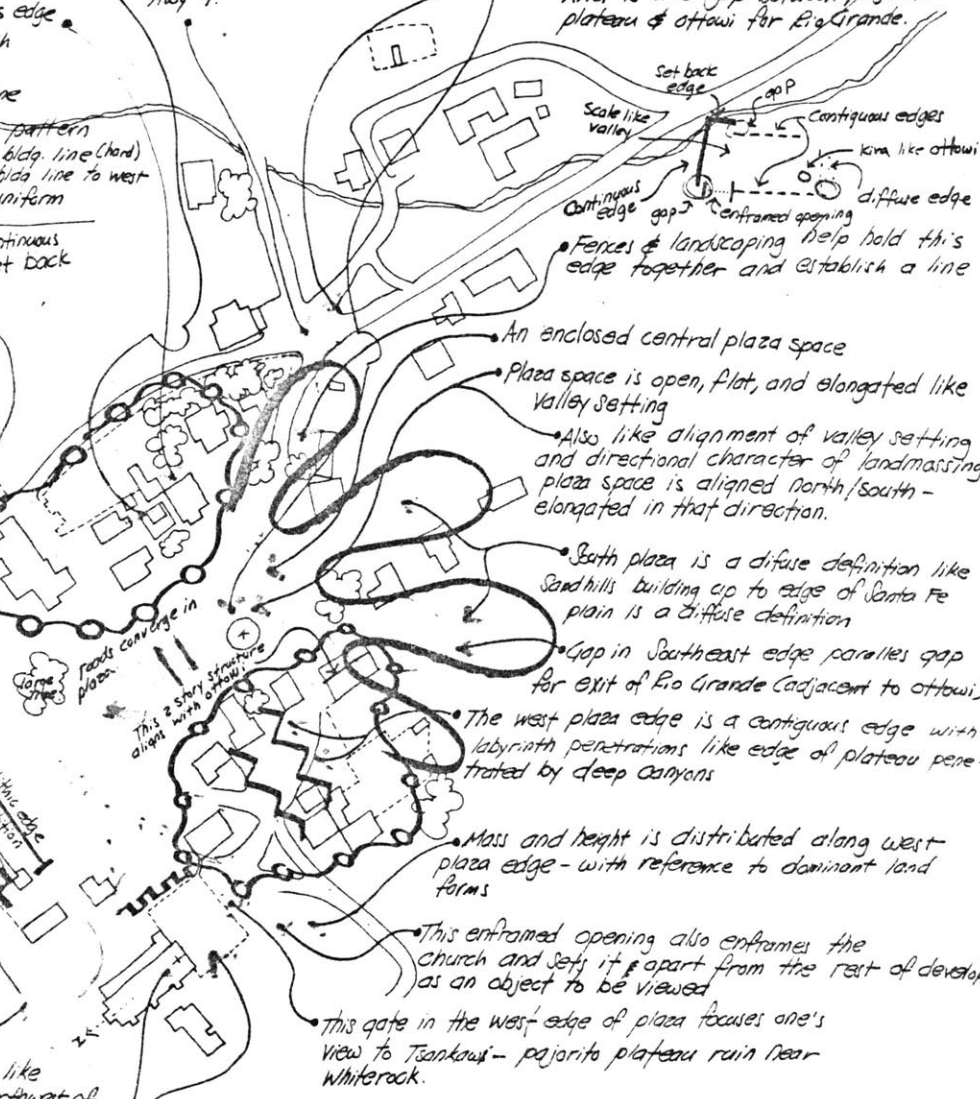 s edge
h
ne
pattern
bldg. line (hard)
bldg line to west
uniform
ntinuous
et back
Hwy
plateau & ottowi for Rio Grande.
Set back
edge
gap
Scale like
valley
Contiguous edges
Kiva like ottowi
diffuse edge
Continuous
edge
gap
enframed opening
Fences & landscaping help hold this
edge together and establish a line
An enclosed central plaza space
Plaza space is open, flat, and elongated like
valley setting
Also like alignment of valley setting
and directional character of landmassing
plaza space is aligned north/south-
elongated in that direction.
South plaza is a difuse definition like
Sandhills building up to edge of Santa Fe
plain is a diffuse definition
Gap in Southeast edge paralles gap
for exit of Rio Grande (adjacent to ottowi)
The west plaza edge is a contiguous edge with
labyrinth penetrations like edge of plateau pene-
trated by deep Canyons
Mass and height is distributed along west
plaza edge - with reference to dominant land
forms
This enframed opening also enframes the
church and sets it apart from the rest of develop
as an object to be viewed
This gate in the west edge of plaza focuses one's
view to Tsankawi - pajorito plateau ruin near
Whiterock.
roads converge in
plaza.
large
tree
This 2 story structure
aligns with ottowi
edge
like